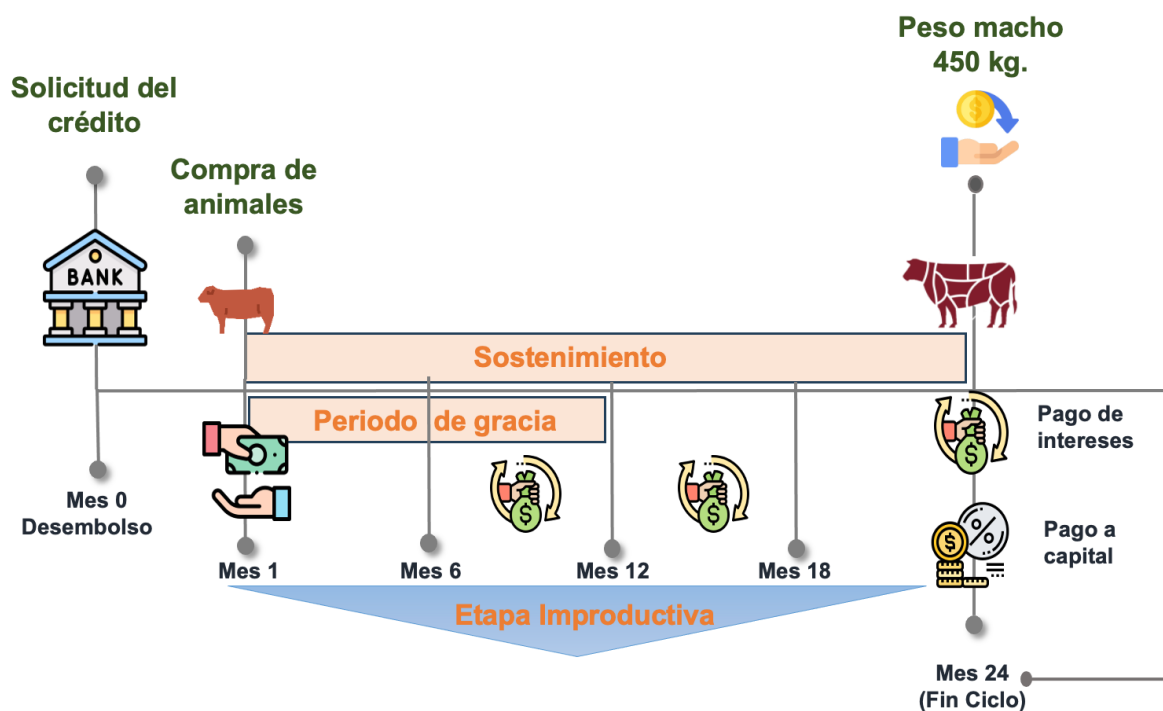 Peso macho
450 kg.
Solicitud del
crédito
Compra de
animales
BANK
Sostenimiento
Periodo de gracia
Pago de
intereses
Mes 0
Desembolso
Pago a
capital
Mes 1
Mes 6
Mes 12
Mes 18
Etapa Improductiva
Mes 24
(Fin Ciclo)